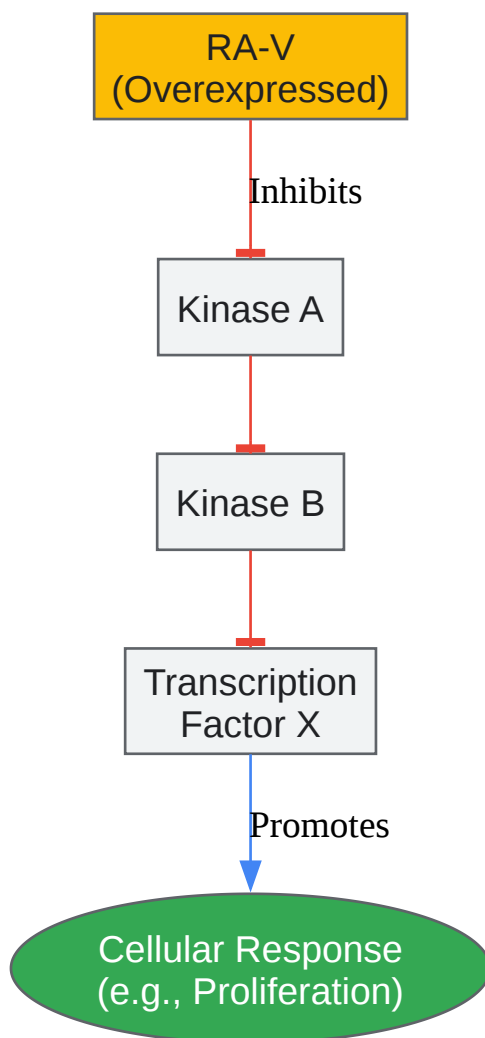 RA-V
(Overexpressed)
Inhibits
Kinase A
Kinase B
Transcription
Factor X
Promotes
Cellular Response
(e.g., Proliferation)